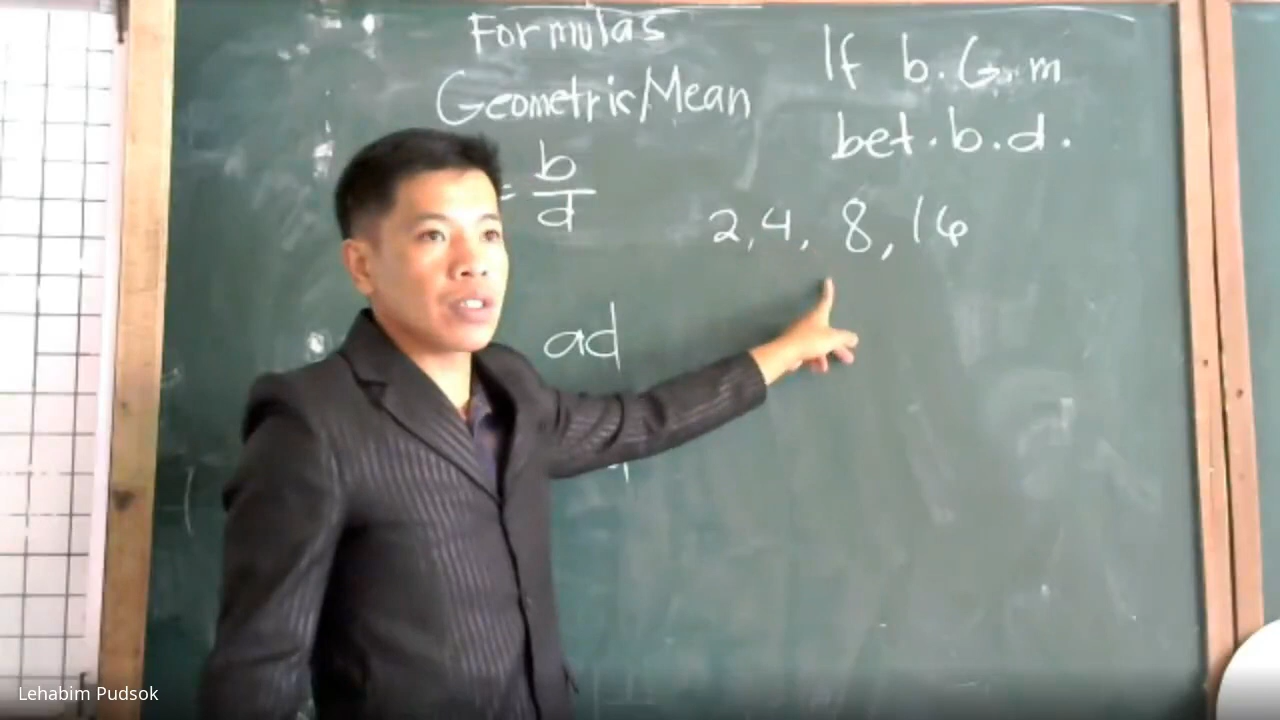 Formulas
Geometric Mean
= b/d
ad
If b. G. m
bet. b. d.
2, 4, 8, 16
Lehabim Pudsok